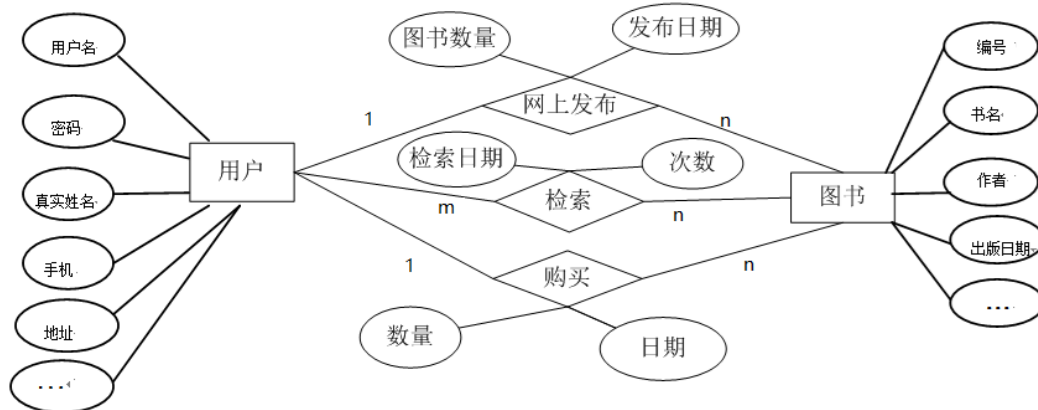 用户名
密码
真实姓名
手机
地址
....
用户
图书数量
发布日期
网上发布
1
n
检索日期
次数
检索
m
n
购买
1
n
数量
日期
图书
编号
书名
作者
出版日期
....